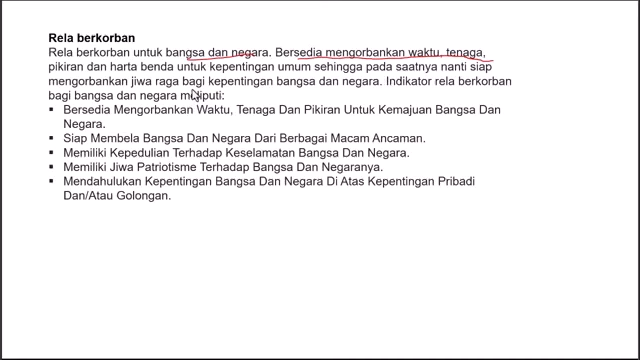 Rela berkorban
Rela berkorban untuk bangsa dan negara. Bersedia mengorbankan waktu, tenaga,
pikiran dan harta benda untuk kepentingan umum sehingga pada saatnya nanti siap
mengorbankan jiwa raga bagi kepentingan bangsa dan negara. Indikator rela berkorban
bagi bangsa dan negara meliputi:
▪ Bersedia Mengorbankan Waktu, Tenaga Dan Pikiran Untuk Kemajuan Bangsa Dan
Negara.
▪ Siap Membela Bangsa Dan Negara Dari Berbagai Macam Ancaman.
▪ Memiliki Kepedulian Terhadap Keselamatan Bangsa Dan Negara.
▪ Memiliki Jiwa Patriotisme Terhadap Bangsa Dan Negaranya.
▪ Mendahulukan Kepentingan Bangsa Dan Negara Di Atas Kepentingan Pribadi
Dan/Atau Golongan.